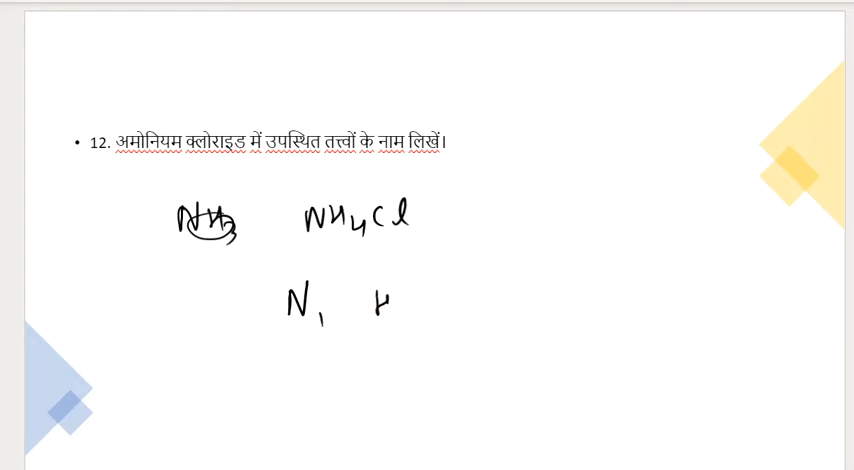 • 12. अमोनियम क्लोराइड में उपस्थित तत्त्वों के नाम लिखें।
NH3 NH4Cl
N, H